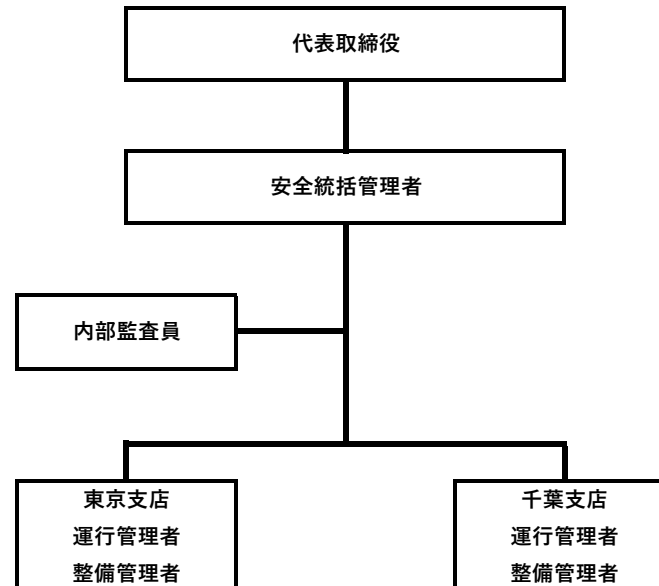 代表取締役
安全統括管理者
内部監査員
東京支店
運行管理者
整備管理者
千葉支店
運行管理者
整備管理者